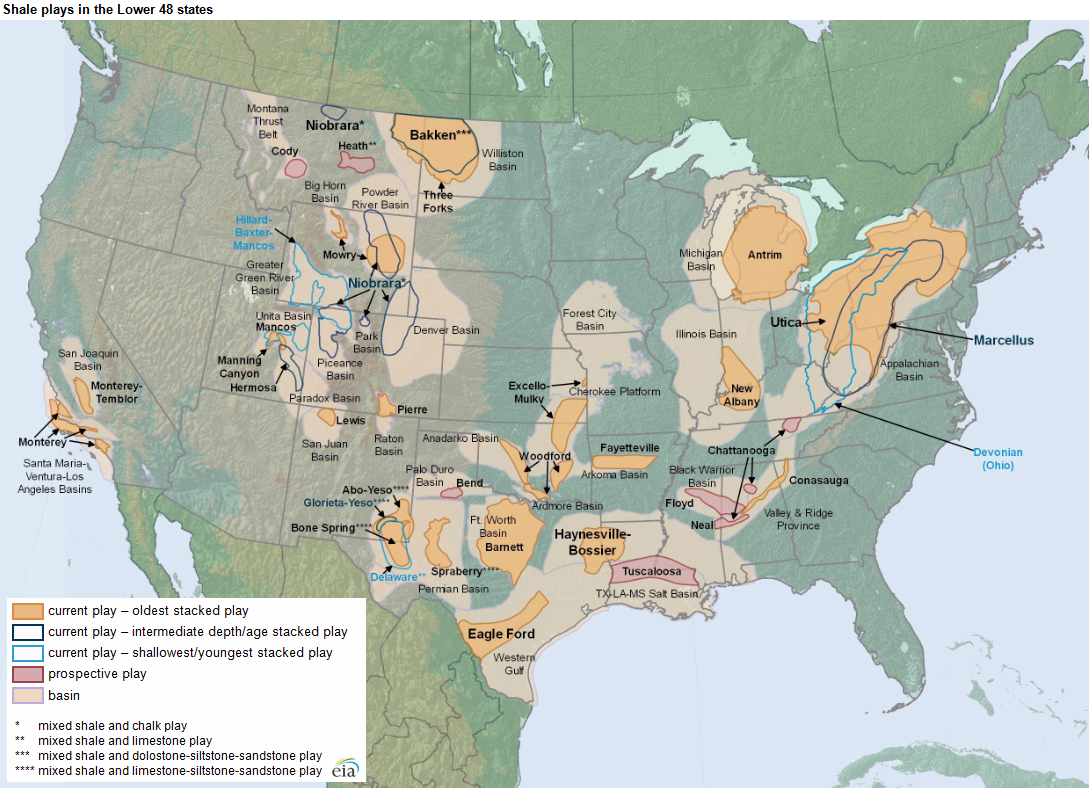 Shale plays in the Lower 48 states
Montana
Thrust
Belt
Niobrara*
Bakken***
Cody
Heath**
Williston
Basin
Big Horn
Basin
Powder
River Basin
Three
Forks
Hillard-
Baxter-
Mancos
Mowry
Greater
Green River
Basin
Niobrara*
Michigan
Basin
Antrim
Unita Basin
Mancos
Park
Basin
Denver Basin
Forest City
Basin
Illinois Basin
Utica
Marcellus
San Joaquin
Basin
Manning
Canyon
Hermosa
Piceance
Basin
Appalachian
Basin
Monterey-
Temblor
Paradox Basin
Excello-
Mulky
Cherokee Platform
New
Albany
Lewis
Pierre
Monterey
San Juan
Basin
Raton
Basin
Anadarko Basin
Woodford
Fayetteville
Chattanooga
Devonian
(Ohio)
Santa Maria-
Ventura-Los
Angeles Basins
Palo Duro
Basin
Bend
Arkoma Basin
Black Warrior
Basin
Conasauga
Abo-Yeso****
Glorieta-Yeso****
Ardmore Basin
Floyd
Neal
Valley & Ridge
Province
Bone Spring****
Ft. Worth
Basin
Barnett
Haynesville-
Bossier
Delaware**
Spraberry****
Permian Basin
Tuscaloosa
TX-LA-MS Salt Basin
Eagle Ford
Western
Gulf
current play – oldest stacked play
current play – intermediate depth/age stacked play
current play – shallowest/youngest stacked play
prospective play
basin
* mixed shale and chalk play
** mixed shale and limestone play
*** mixed shale and dolostone-siltstone-sandstone play
**** mixed shale and limestone-siltstone-sandstone play
eia